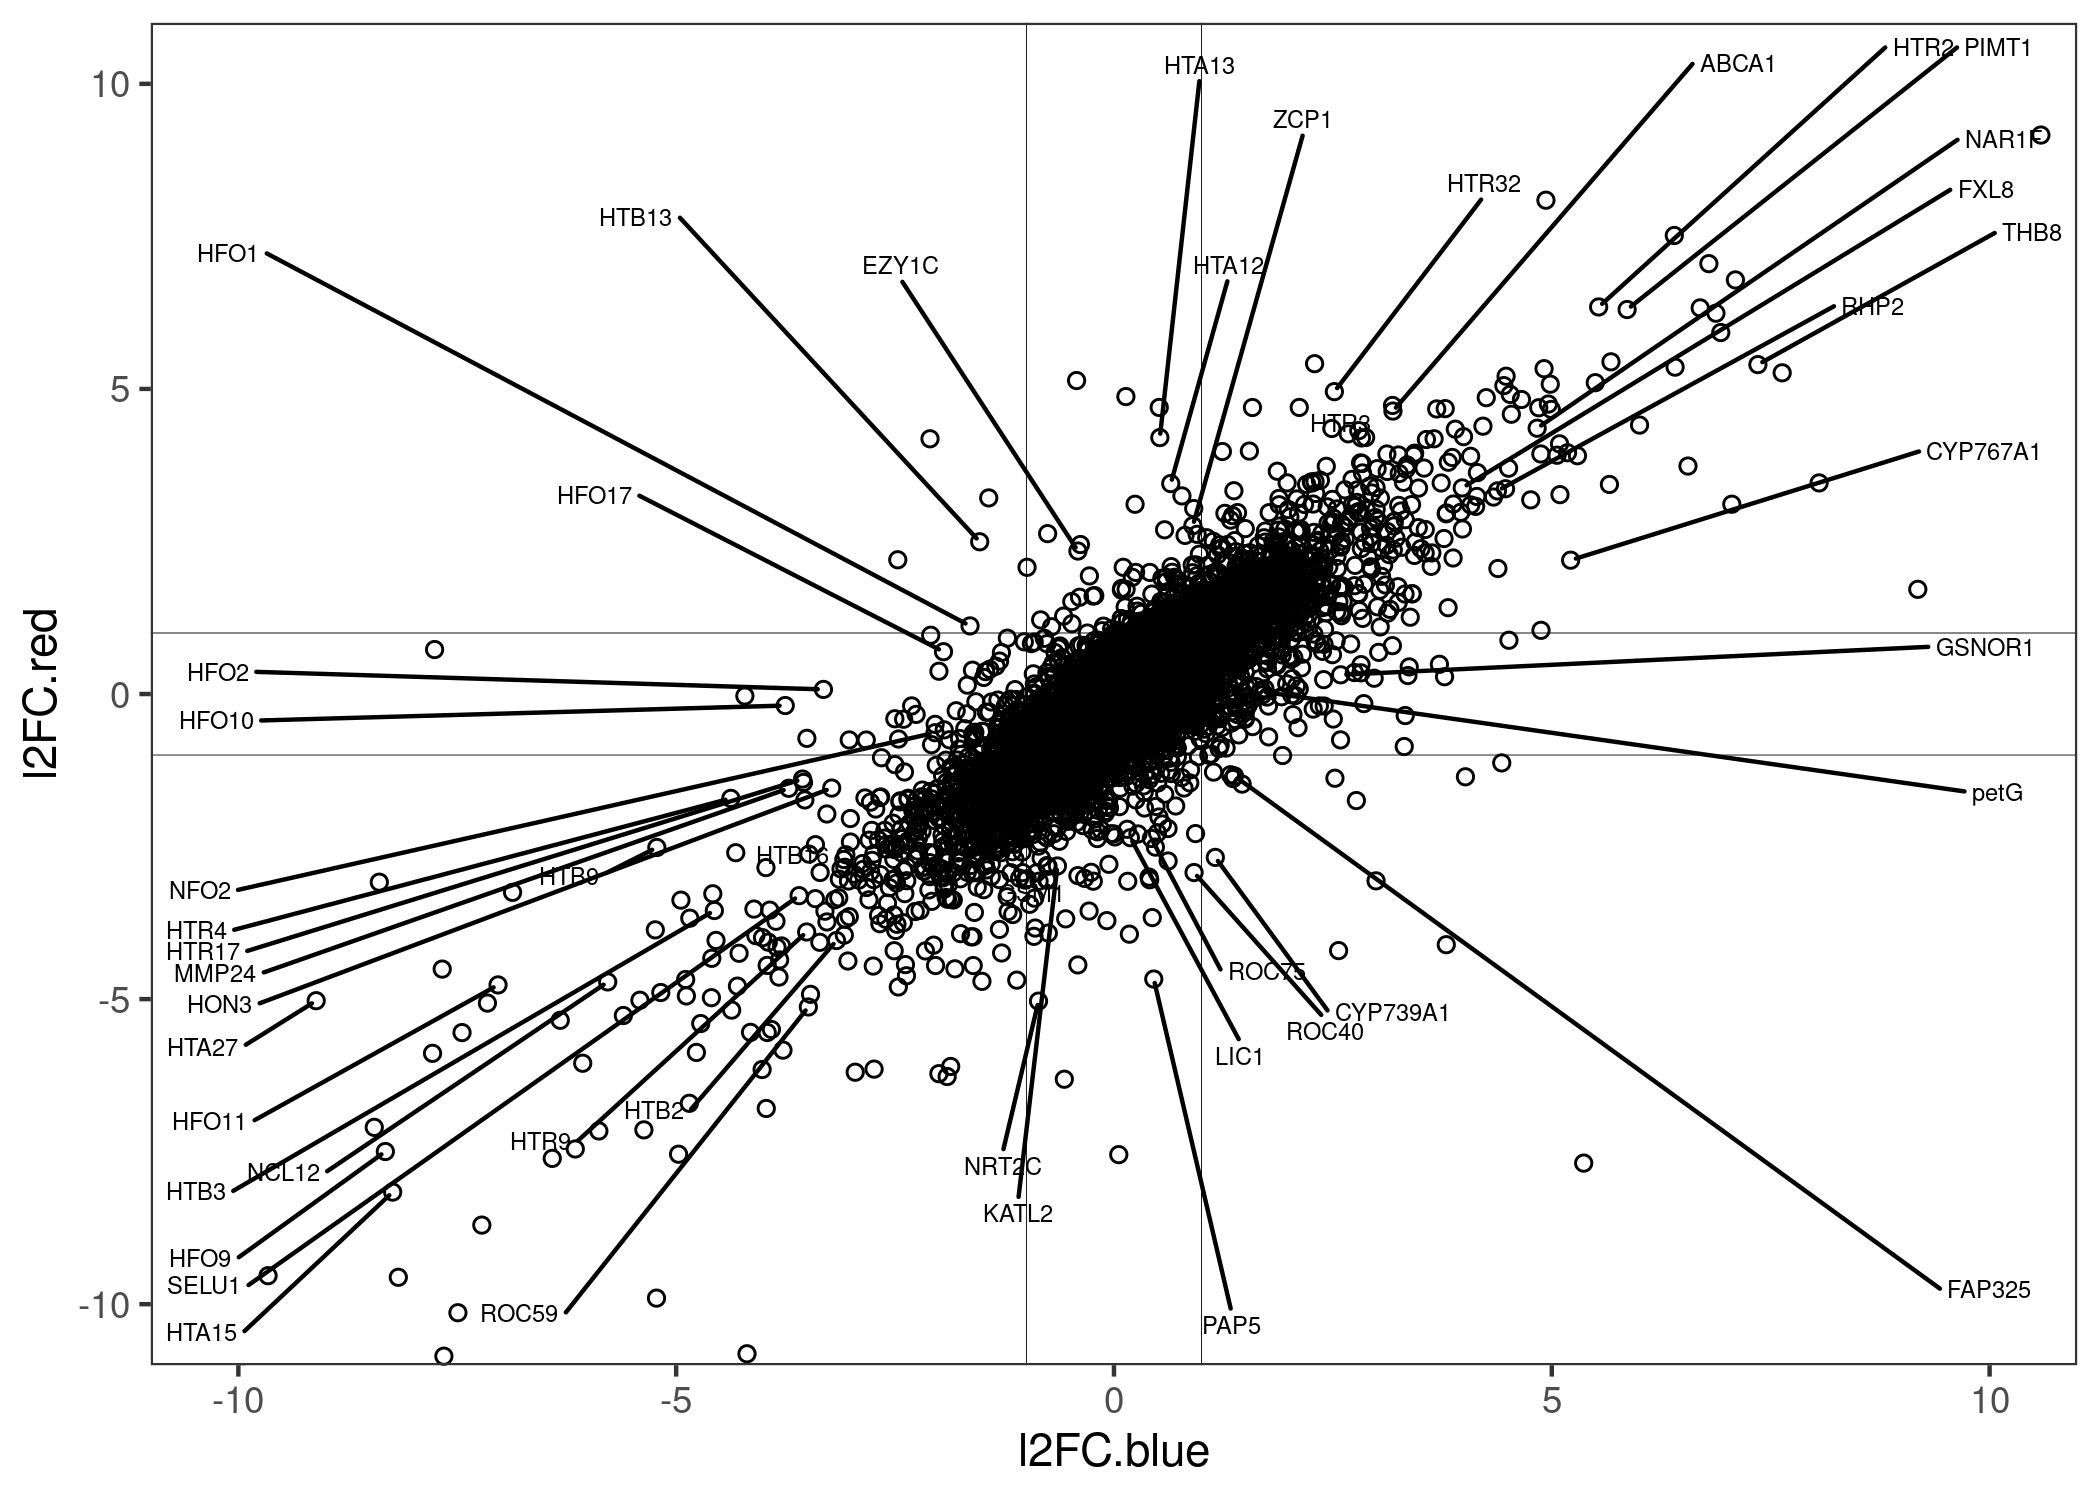 HTR2 PIMT1
HTA13
ABCA1
10
ZCP1
NAR1F
HTR32
FXL8
HTB13
THB8
HFO1
EZY1C
HTA12
RHP2
5
HTR3
CYP767A1
HFO17
GSNOR1
HFO2
0
HFO10
petG
HTB16
HTB9
NFO2
HTR4
HTR17
MMP24
ROC75
-5
HON3
CYP739A1
ROC40
HTA27
LIC1
HTB2
HFO11
HTR9
NRT2C
NCL12
HTB3
KATL2
HFO9
SELU1
FAP325
-10
ROC59
PAP5
HTA15
-10
-5
0
5
10
l2FC.blue
l2FC.red